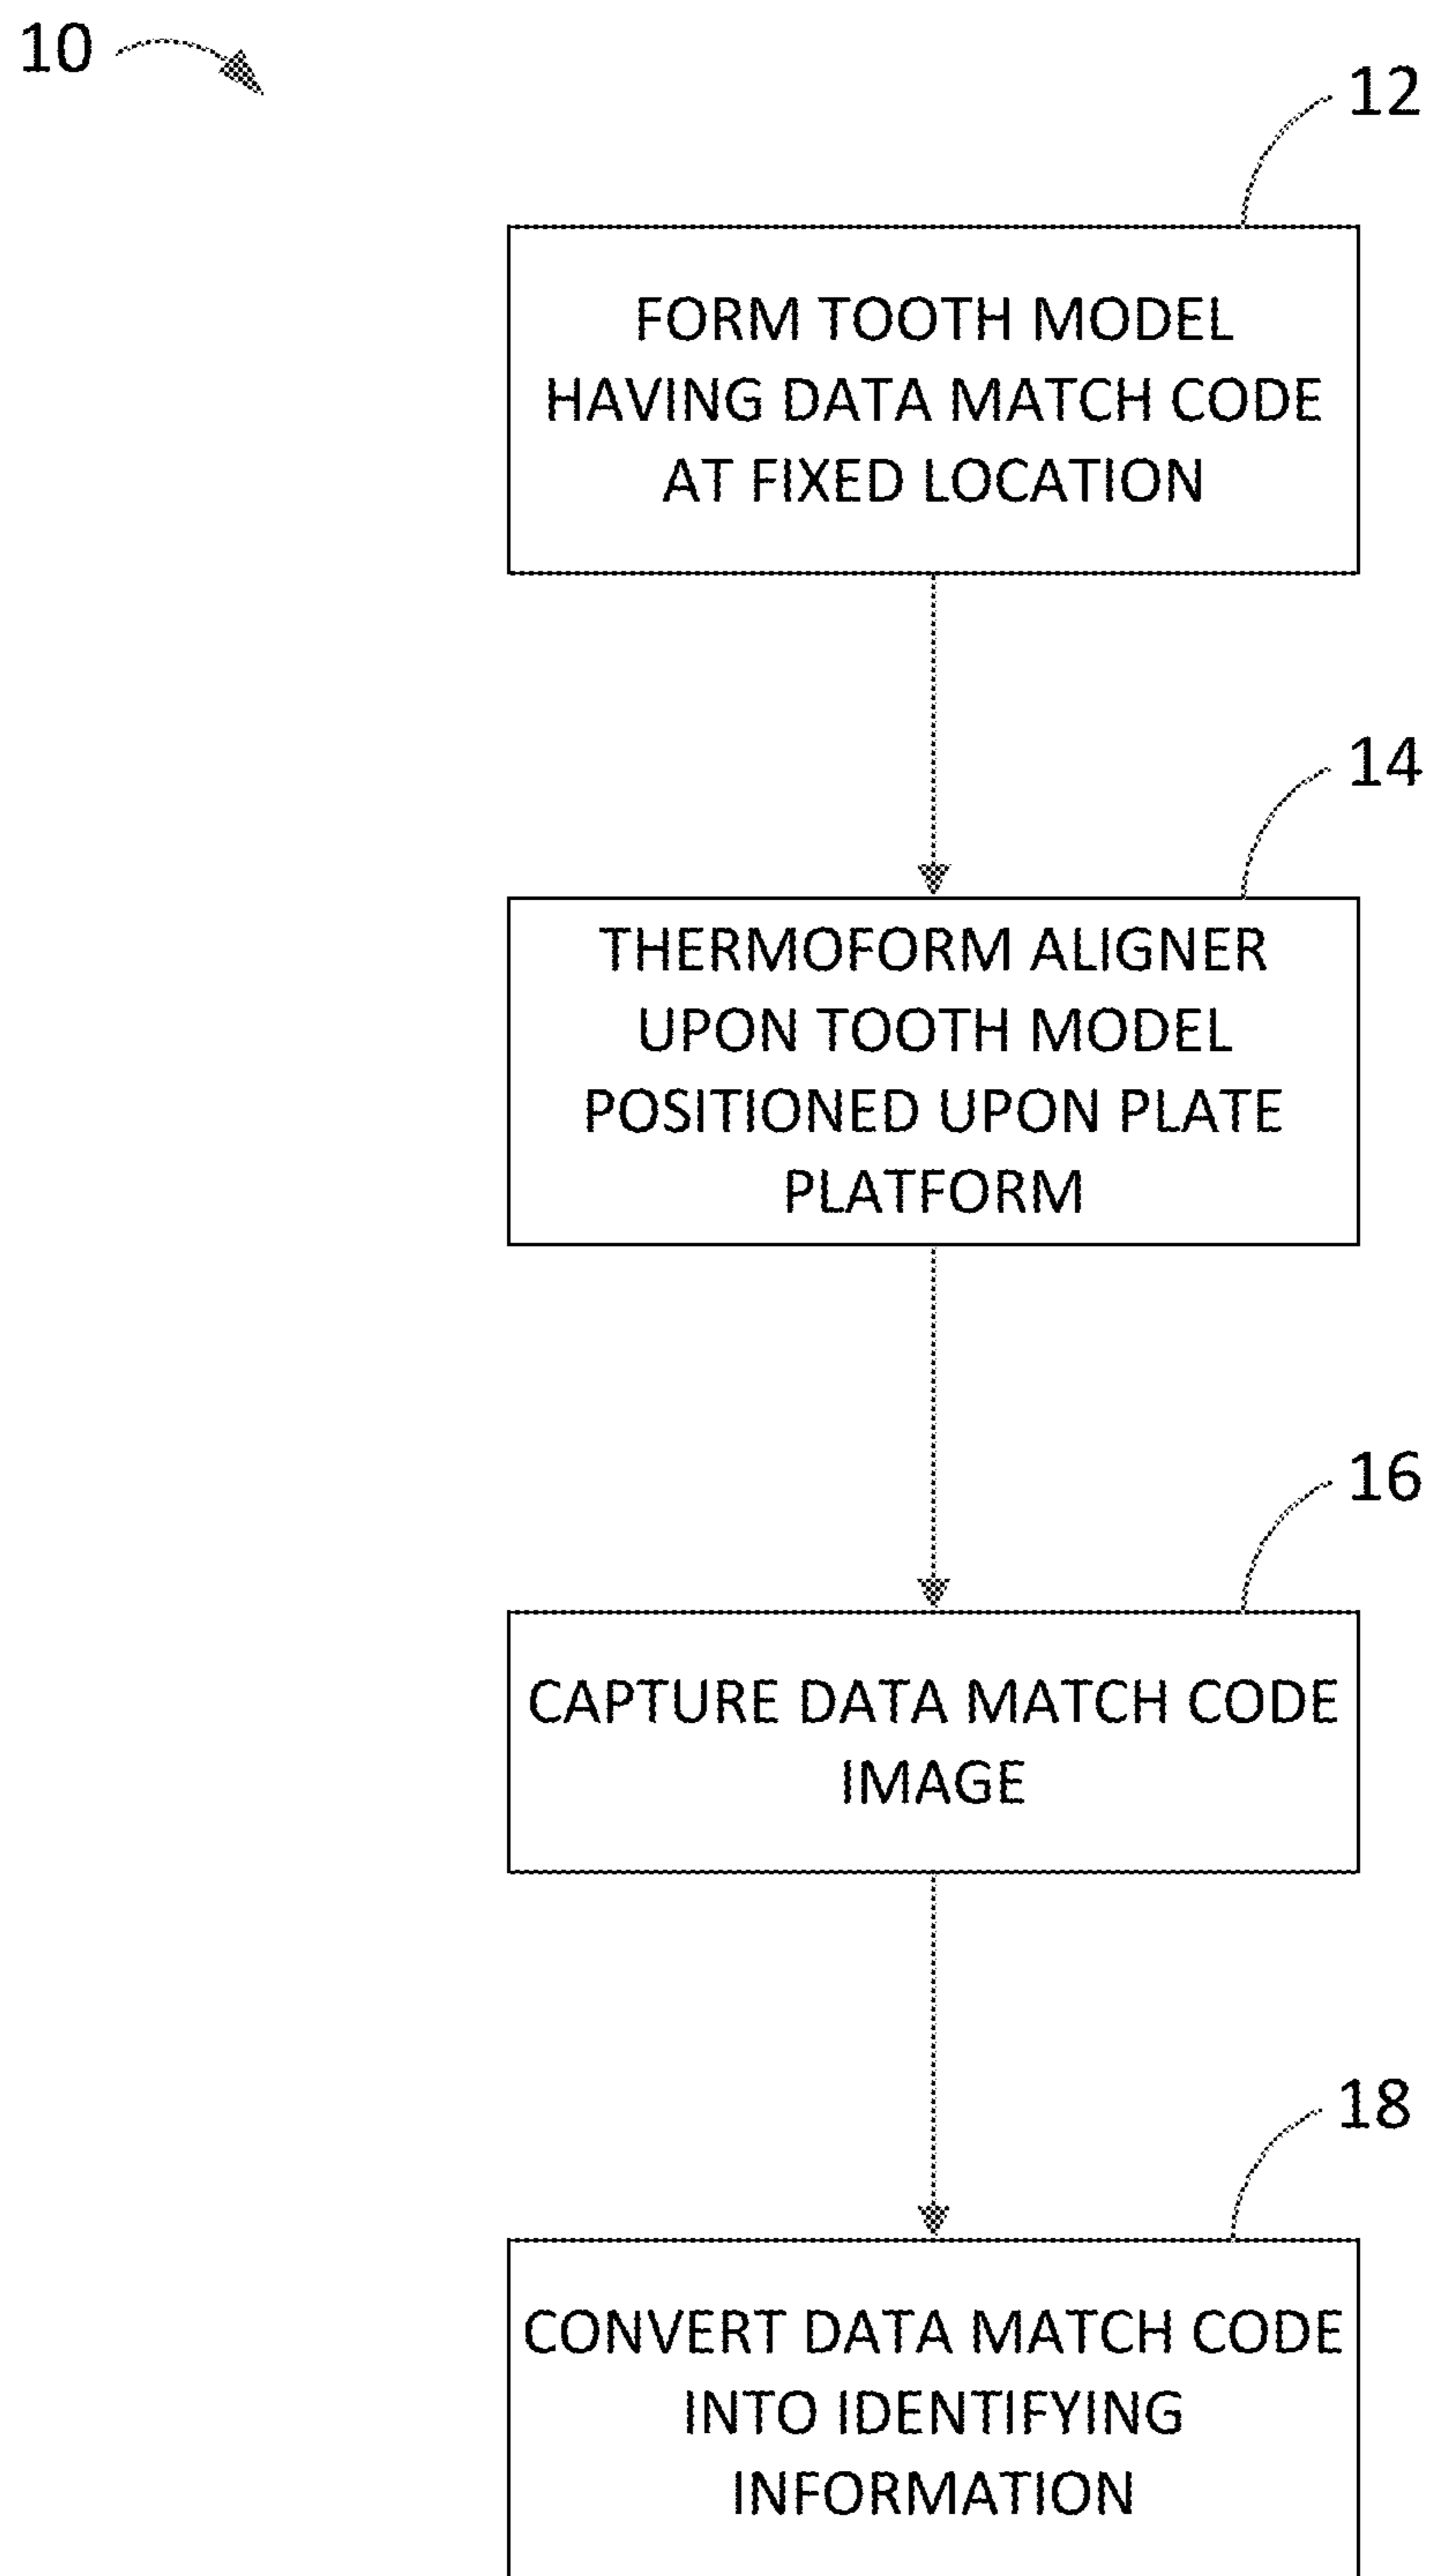 10
12
FORM TOOTH MODEL
HAVING DATA MATCH CODE
AT FIXED LOCATION
14
THERMOFORM ALIGNER
UPON TOOTH MODEL
POSITIONED UPON PLATE
PLATFORM
16
CAPTURE DATA MATCH CODE
IMAGE
18
CONVERT DATA MATCH CODE
INTO IDENTIFYING
INFORMATION